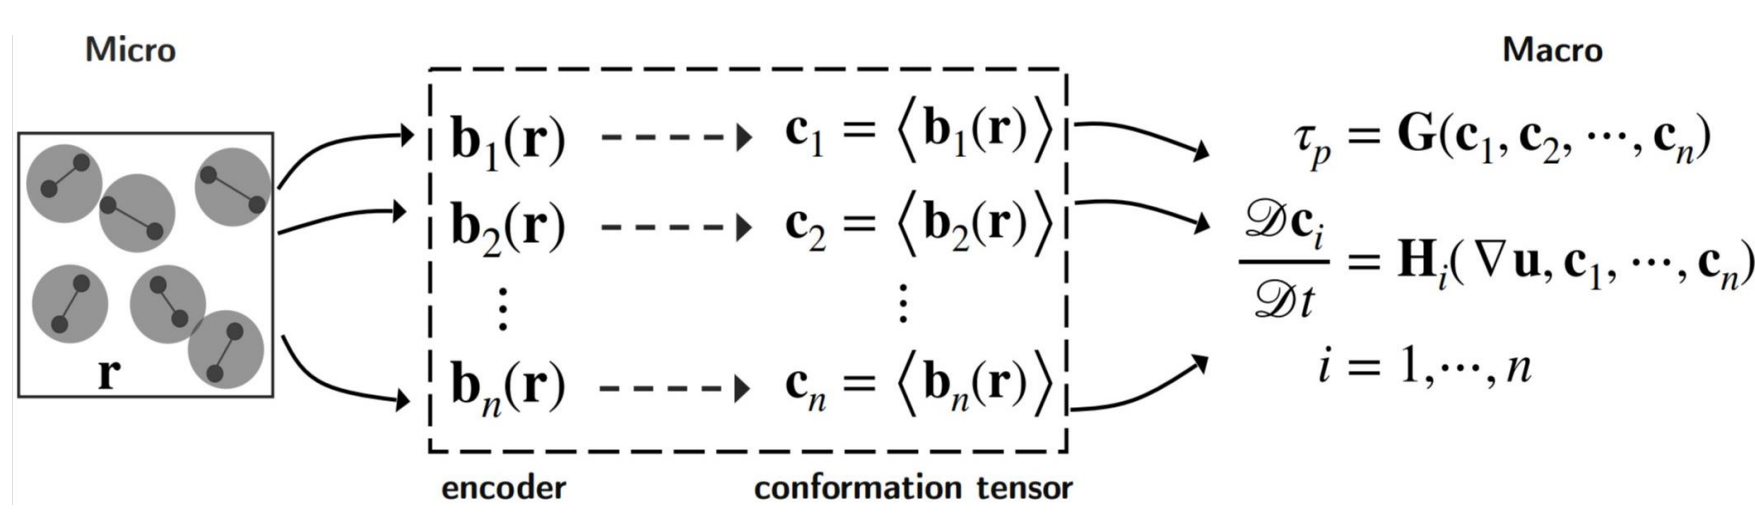 Micro
Macro
b₁(r) c₁ = ⟨b₁(r)⟩
τₚ = G(c₁, c₂, ⋯, cₙ)
b₂(r) c₂ = ⟨b₂(r)⟩
𝒟cᵢ / 𝒟t = Hᵢ(∇u, c₁, ⋯, cₙ)
⋮ ⋮
r
bₙ(r) cₙ = ⟨bₙ(r)⟩
i = 1,⋯, n
encoder
conformation tensor